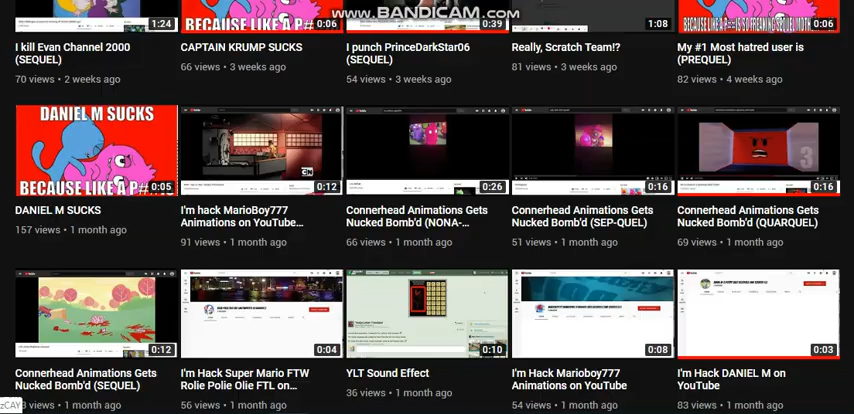 WWW.BANDICAM.COM
1:24
BECAUSE LIKE A P#
0:06
0:39
1:08
BECAUSE LIKE A P== IS SO FREAKING
0:06
I kill Evan Channel 2000
(SEQUEL)
70 views • 2 weeks ago
CAPTAIN KRUMP SUCKS
66 views • 3 weeks ago
I punch PrinceDarkStar06
(SEQUEL)
54 views • 3 weeks ago
Really, Scratch Team!?
81 views • 3 weeks ago
My #1 Most hatred user is
(PREQUEL)
82 views • 4 weeks ago
DANIEL M SUCKS
BECAUSE LIKE A P#
0:05
CN
0:12
0:26
0:16
3
0:16
DANIEL M SUCKS
157 views • 1 month ago
I'm hack MarioBoy777
Animations on YouTube...
91 views • 1 month ago
Connerhead Animations Gets
Nucked Bomb'd (NONA-...
66 views • 1 month ago
Connerhead Animations Gets
Nucked Bomb'd (SEP-QUEL)
51 views • 1 month ago
Connerhead Animations Gets
Nucked Bomb'd (QUARQUEL)
69 views • 1 month ago
0:12
0:04
0:10
0:08
0:03
Connerhead Animations Gets
Nucked Bomb'd (SEQUEL)
views • 1 month ago
I'm Hack Super Mario FTW
Rolie Polie Olie FTL on...
56 views • 1 month ago
YLT Sound Effect
36 views • 1 month ago
I'm Hack Marioboy777
Animations on YouTube
54 views • 1 month ago
I'm Hack DANIEL M on
YouTube
83 views • 1 month ago
zCAY